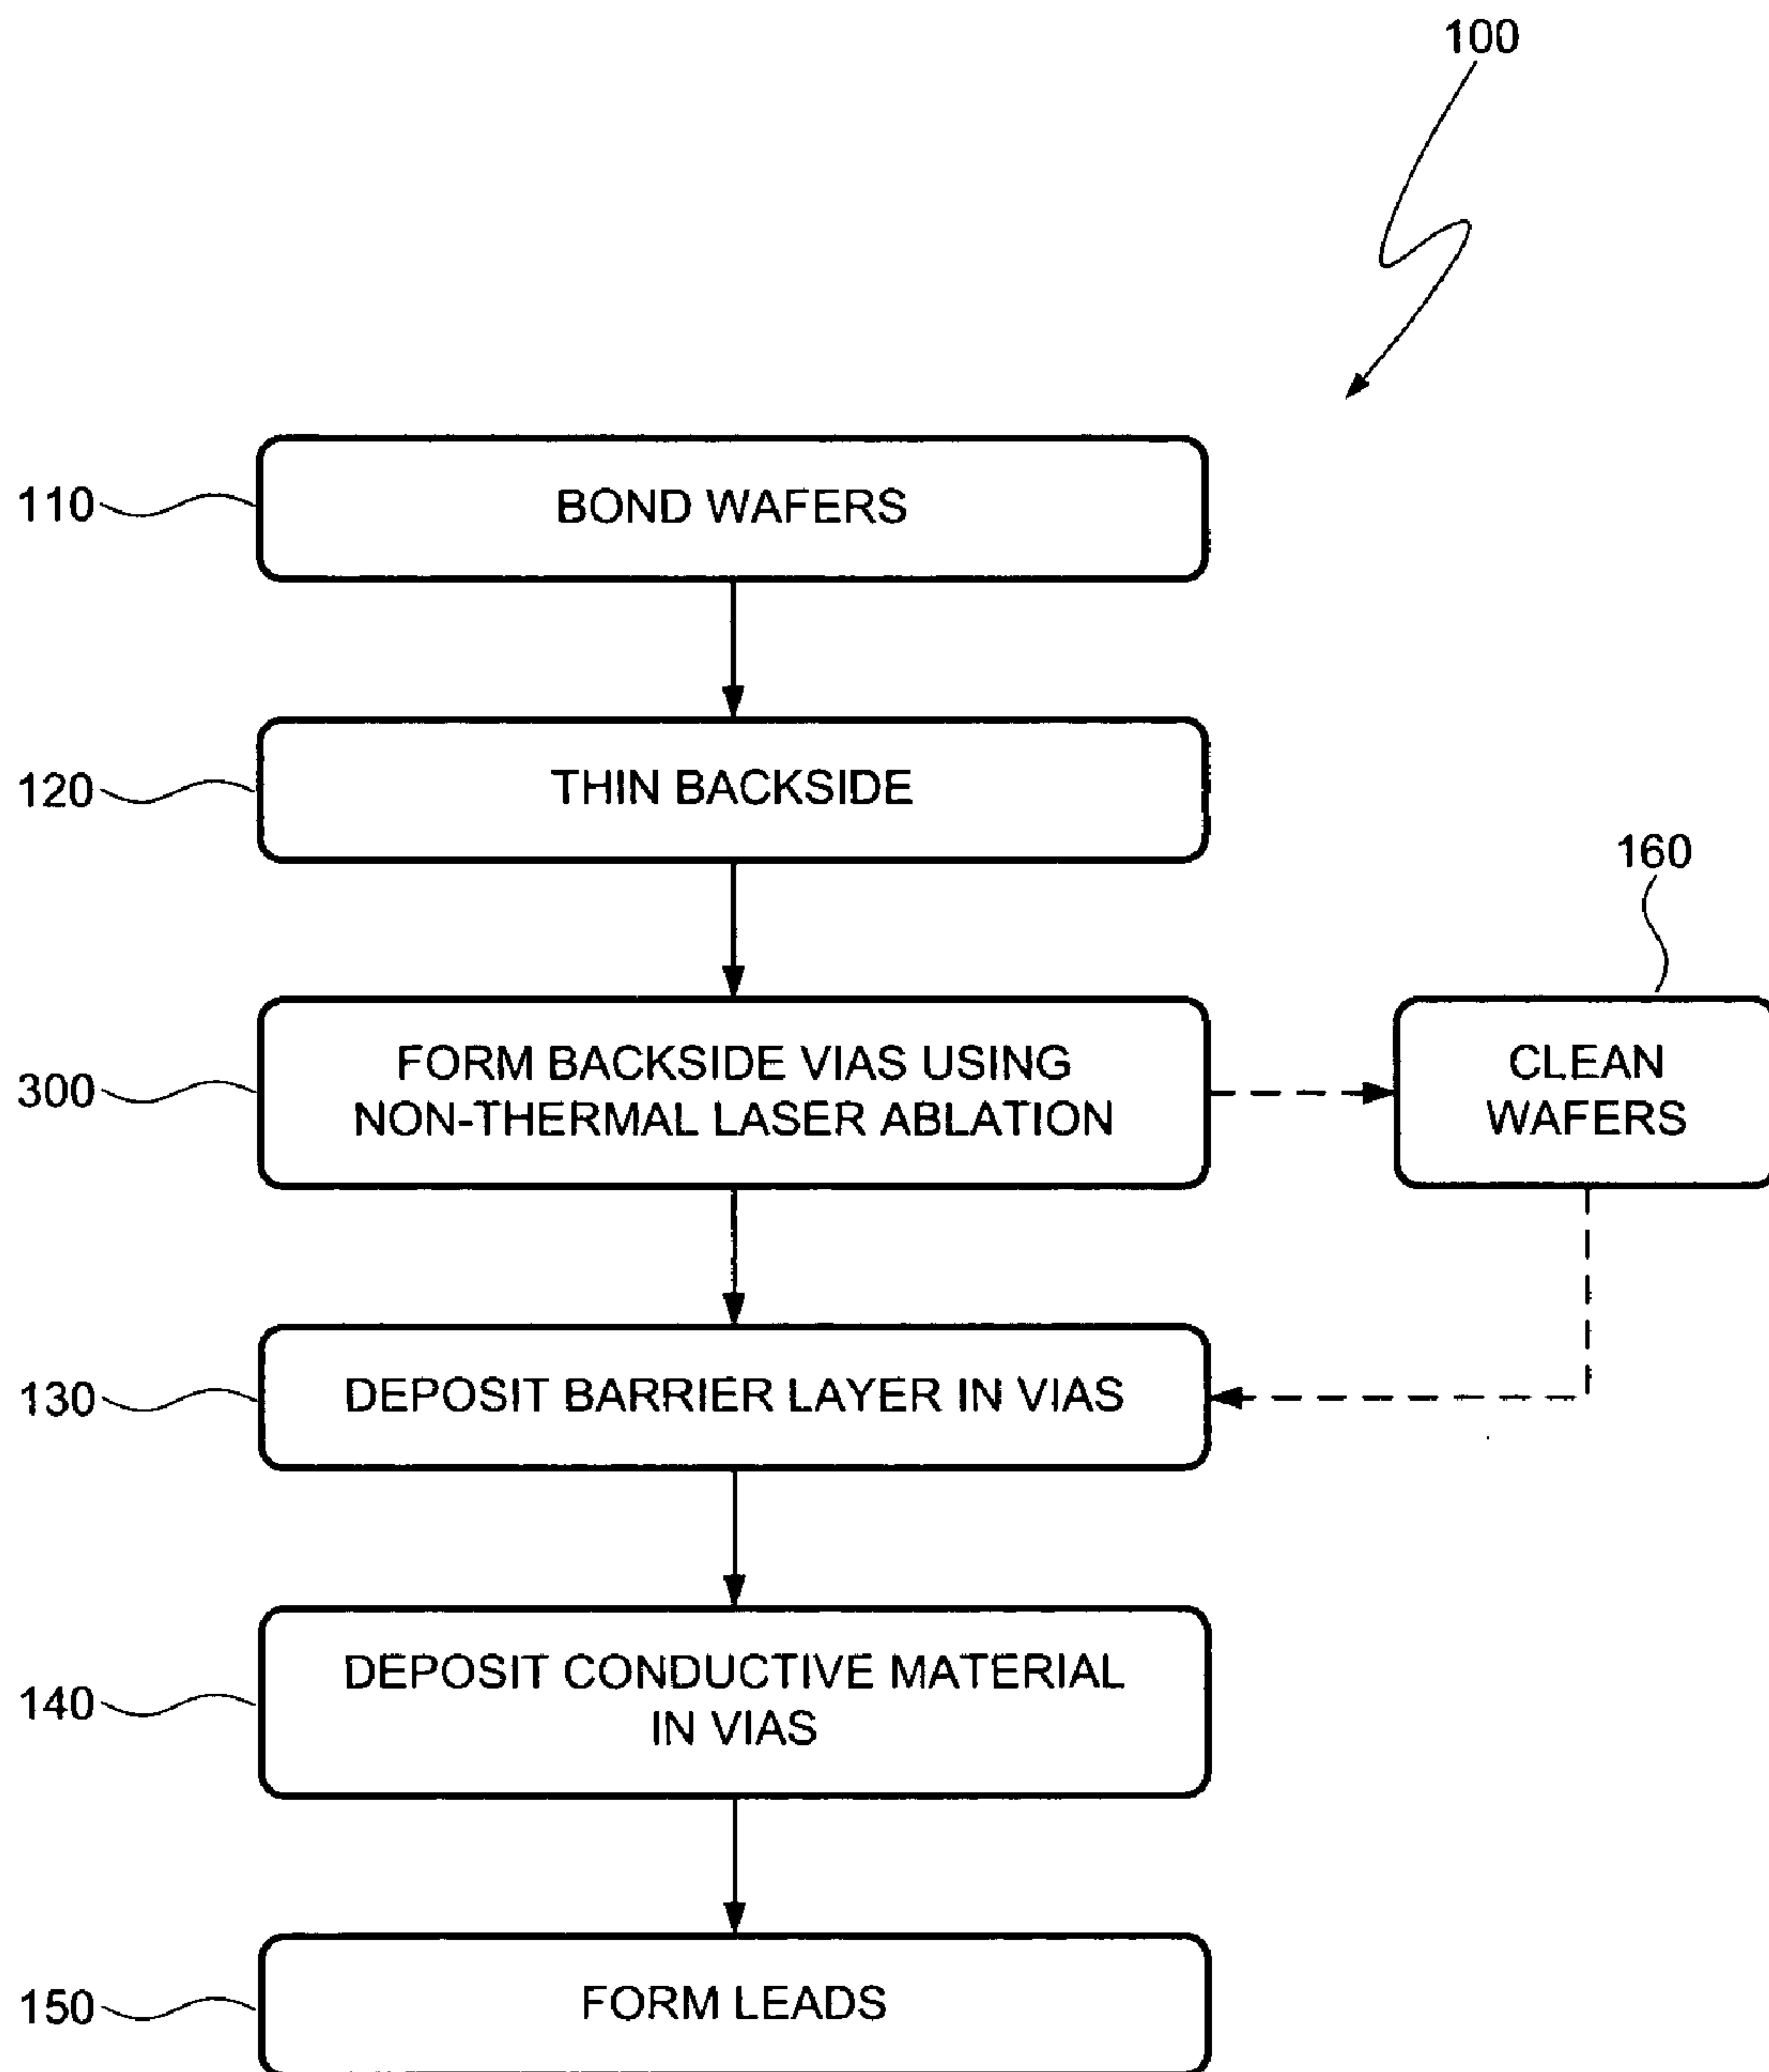 100
110
BOND WAFERS
120
THIN BACKSIDE
160
300
FORM BACKSIDE VIAS USING
NON-THERMAL LASER ABLATION
CLEAN
WAFERS
130
DEPOSIT BARRIER LAYER IN VIAS
140
DEPOSIT CONDUCTIVE MATERIAL
IN VIAS
150
FORM LEADS